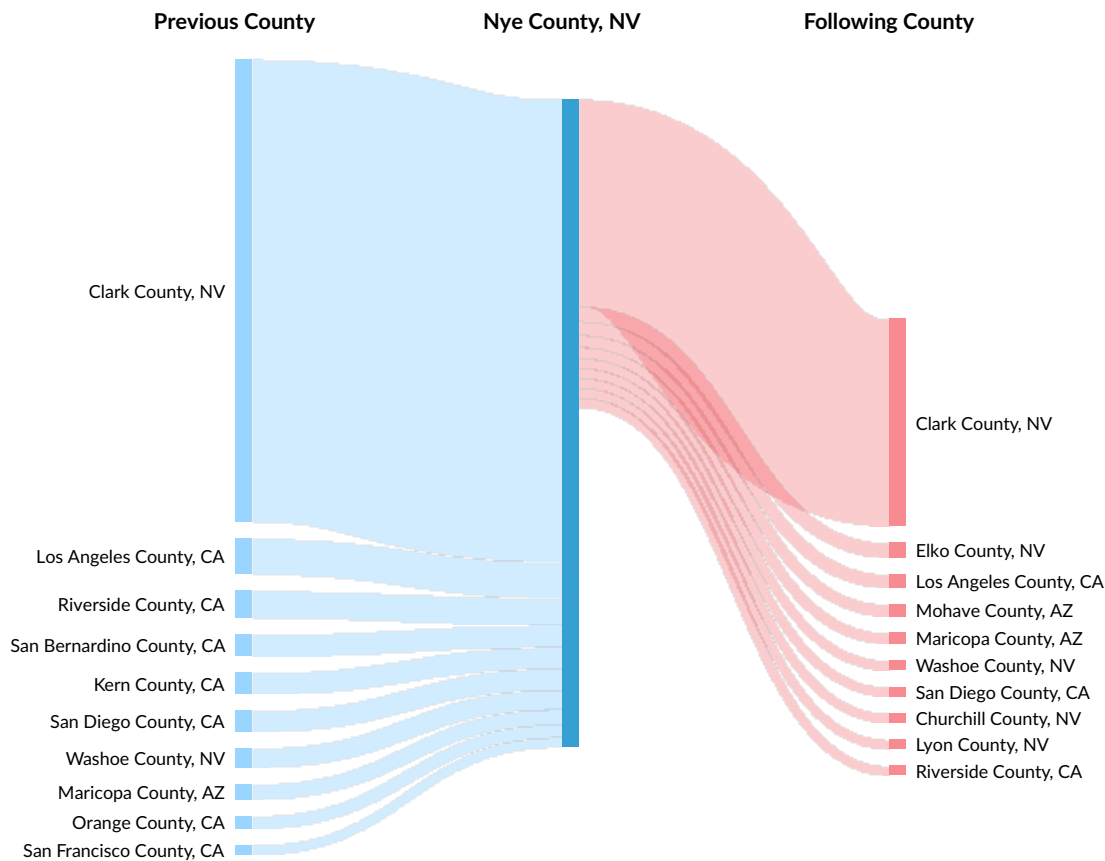 Previous County
Nye County, NV
Following County
Clark County, NV
Los Angeles County, CA
Riverside County, CA
San Bernardino County, CA
Kern County, CA
San Diego County, CA
Washoe County, NV
Maricopa County, AZ
Orange County, CA
San Francisco County, CA
Clark County, NV
Elko County, NV
Los Angeles County, CA
Mohave County, AZ
Maricopa County, AZ
Washoe County, NV
San Diego County, CA
Churchill County, NV
Lyon County, NV
Riverside County, CA